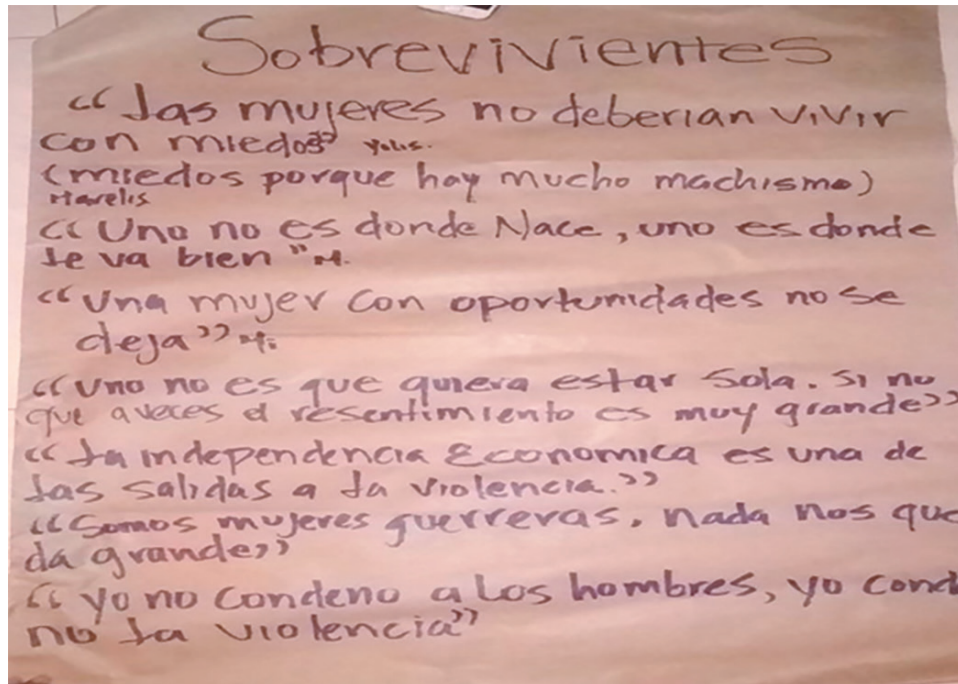 Sobrevivientes
“Las mujeres no deberian vivir
con miedos” Yolis.
(miedos porque hay mucho machismo)
Marelis
“Uno no es donde Nace, uno es donde
le va bien” M.
“Una mujer con oportunidades no se
deja” Mi
“Uno no es que quiera estar sola. Si no
que a veces el resentimiento es muy grande”
“La independencia Economica es una de
las salidas a la violencia.”
“Somos mujeres guerreras, nada nos que
da grande”
“yo no condeno a los hombres, yo cond
no la violencia”